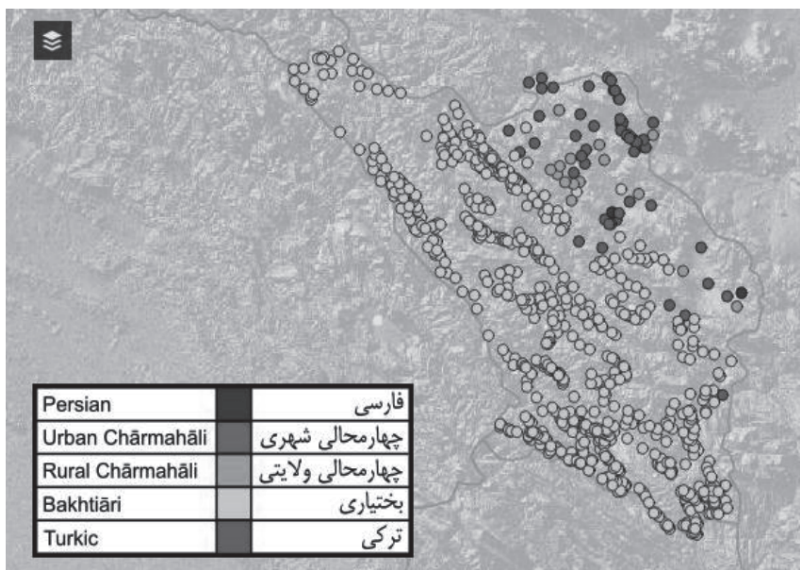 Persian فارسی
Urban Chārmahāli چهارمحالی شهری
Rural Chārmahāli چهارمحالی ولایتی
Bakhtiāri بختیاری
Turkic ترکی